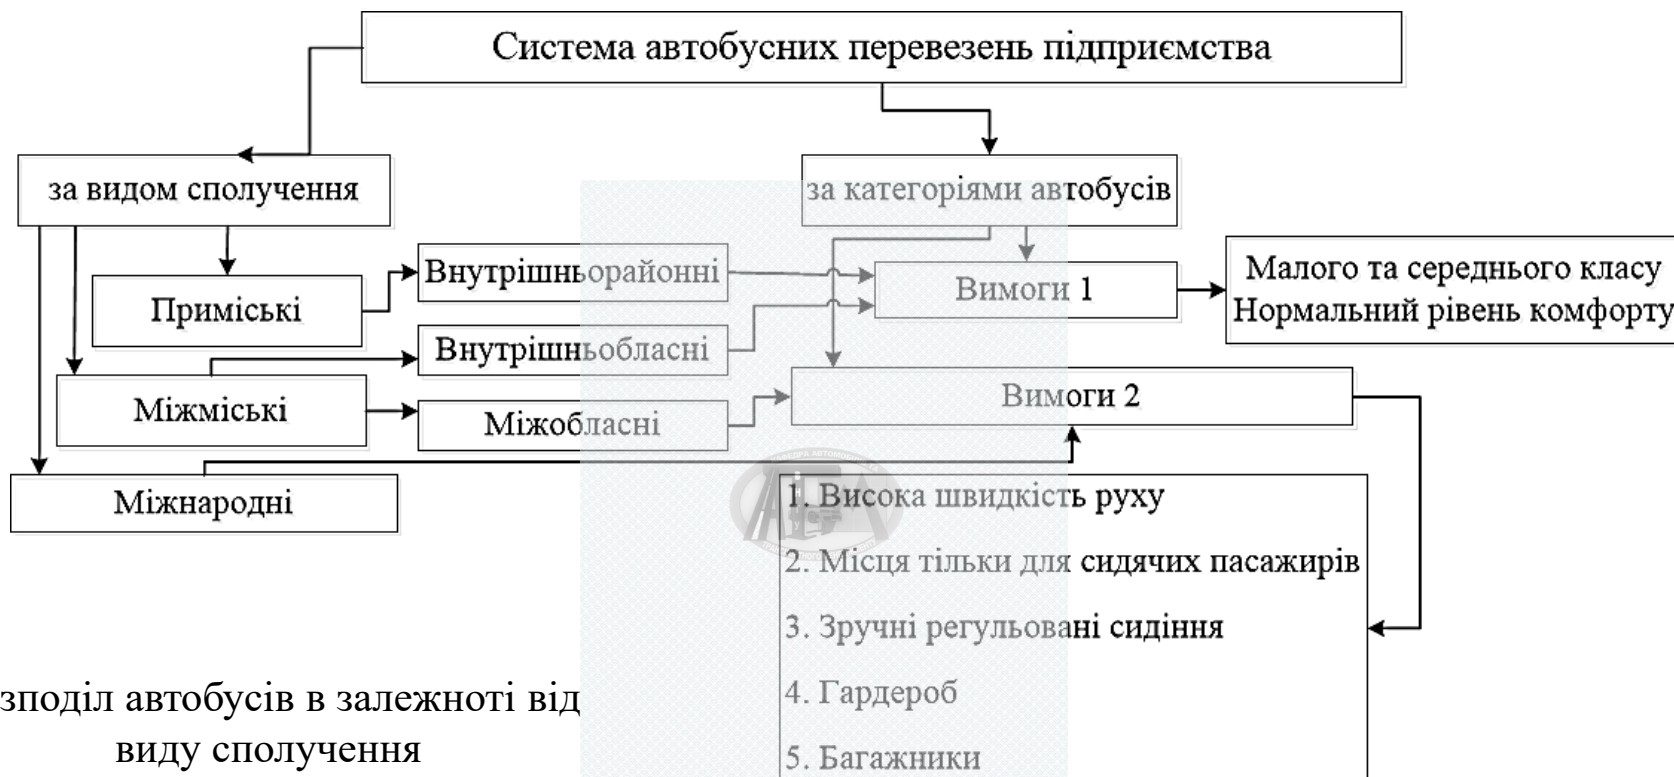 Система автобусних перевезень підприємства
за видом сполучення
за категоріями автобусів
Приміські
Внутрішньорайонні
Вимоги 1
Малого та середнього класу
Нормальний рівень комфорту
Внутрішньобласні
Міжміські
Міжобласні
Вимоги 2
Міжнародні
1. Висока швидкість руху
2. Місця тільки для сидячих пасажирів
3. Зручні регульовані сидіння
4. Гардероб
5. Багажники
зподіл автобусів в залежноті від
виду сполучення